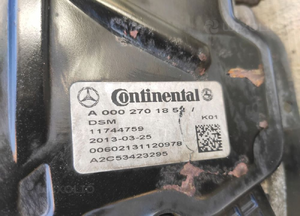 Continental
A 000 270 18 52 /
DSM
K01
11744759
2013-03-25
00602131120978
A2C53423295